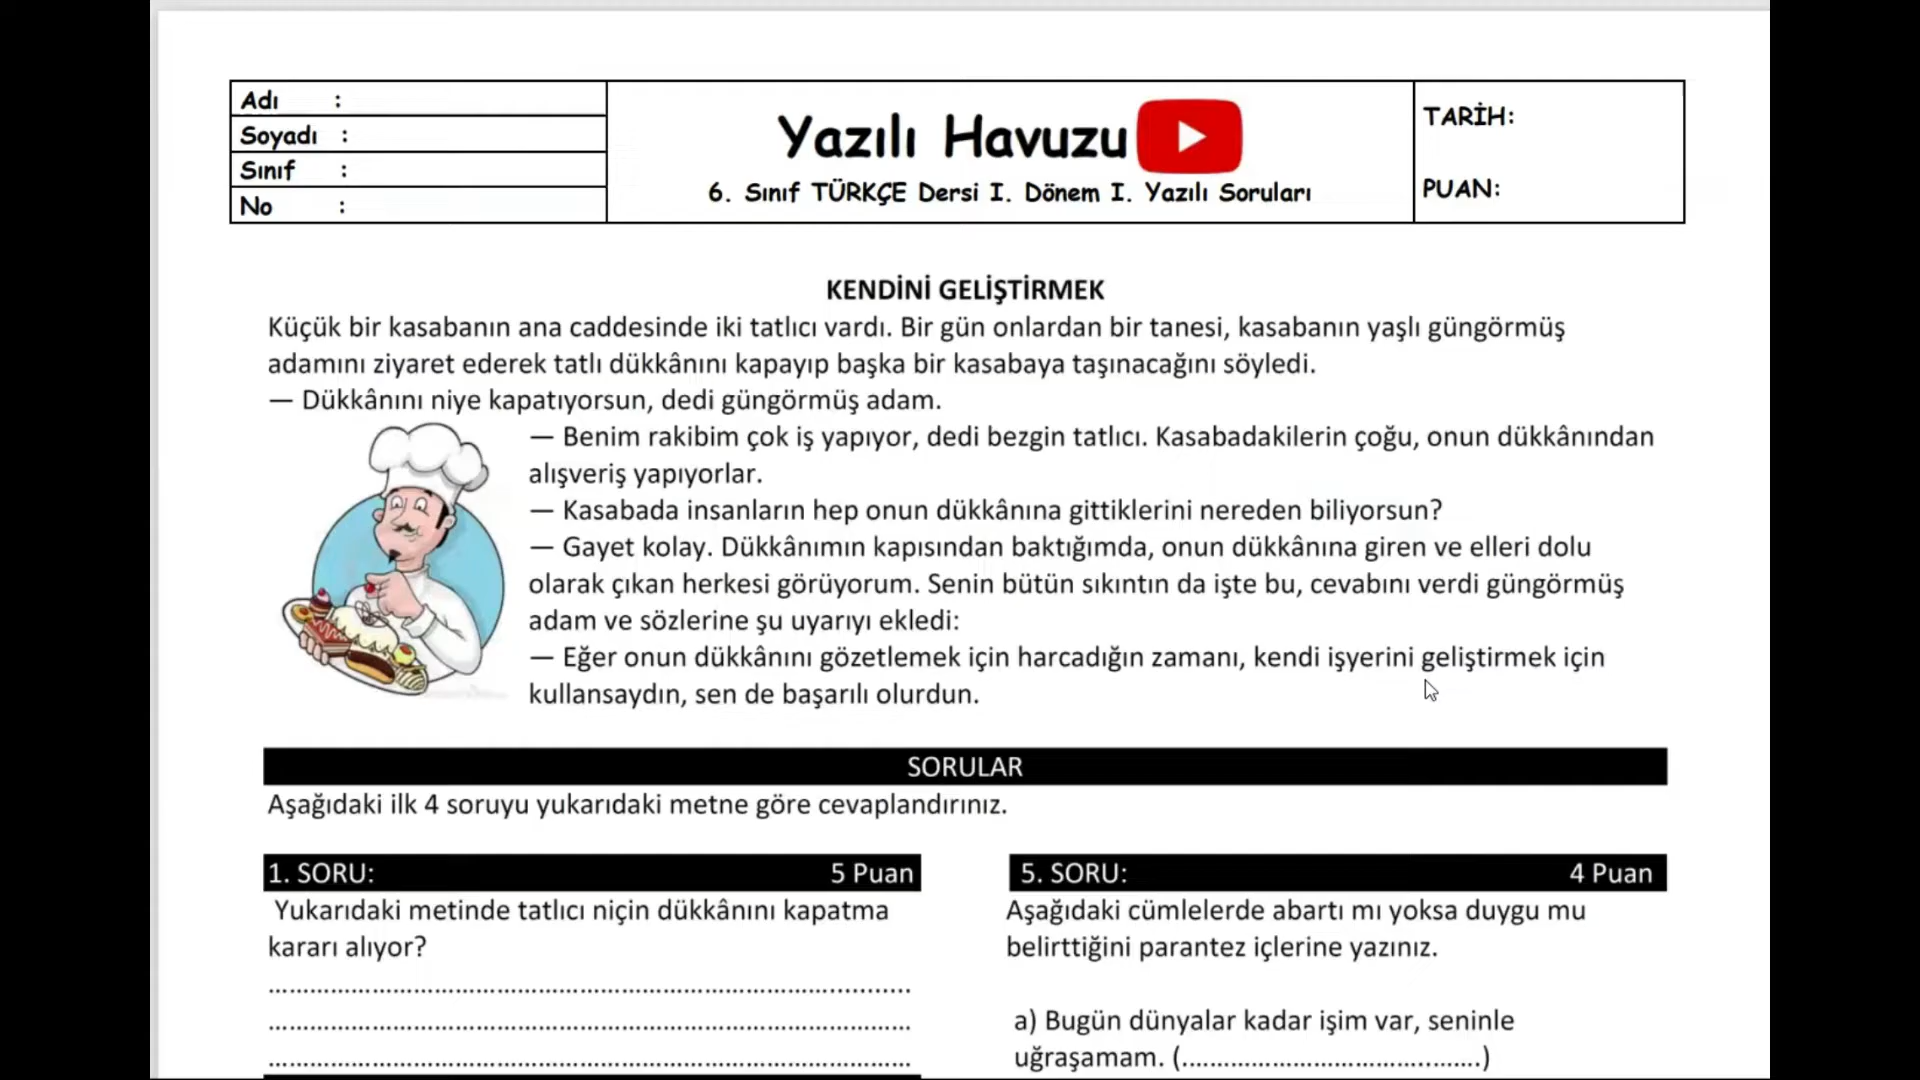 Adı :
Soyadı :
Sınıf :
No :
Yazılı Havuzu
6. Sınıf TÜRKÇE Dersi I. Dönem I. Yazılı Soruları
TARİH:
PUAN:
KENDİNİ GELİŞTİRMEK
Küçük bir kasabanın ana caddesinde iki tatlıcı vardı. Bir gün onlardan bir tanesi, kasabanın yaşlı güngörmüş
adamını ziyaret ederek tatlı dükkânını kapayıp başka bir kasabaya taşınacağını söyledi.
— Dükkânını niye kapatıyorsun, dedi güngörmüş adam.
— Benim rakibim çok iş yapıyor, dedi bezgin tatlıcı. Kasabadakilerin çoğu, onun dükkânından
alışveriş yapıyorlar.
— Kasabada insanların hep onun dükkânına gittiklerini nereden biliyorsun?
— Gayet kolay. Dükkânımın kapısından baktığımda, onun dükkânına giren ve elleri dolu
olarak çıkan herkesi görüyorum. Senin bütün sıkıntın da işte bu, cevabını verdi güngörmüş
adam ve sözlerine şu uyarıyı ekledi:
— Eğer onun dükkânını gözetlemek için harcadığın zamanı, kendi işyerini geliştirmek için
kullansaydın, sen de başarılı olurdun.
SORULAR
Aşağıdaki ilk 4 soruyu yukarıdaki metne göre cevaplandırınız.
1. SORU: 5 Puan
Yukarıdaki metinde tatlıcı niçin dükkânını kapatma
kararı alıyor?
................................................................................
................................................................................
................................................................................
5. SORU: 4 Puan
Aşağıdaki cümlelerde abartı mı yoksa duygu mu
belirttiğini parantez içlerine yazınız.
a) Bugün dünyalar kadar işim var, seninle
uğraşamam. (..........................................)